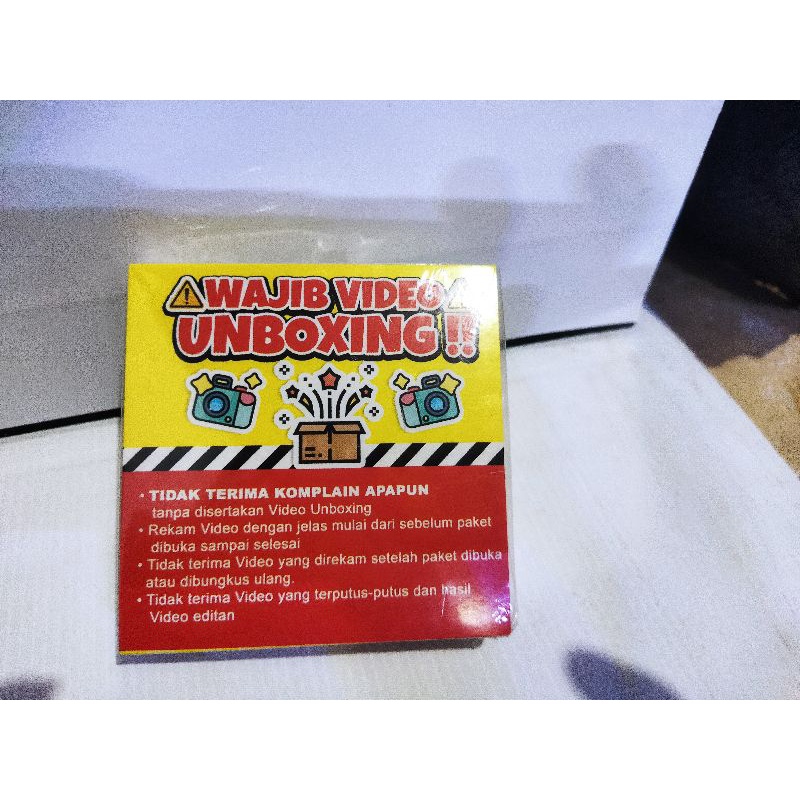 WAJIB VIDEO
UNBOXING !!
• TIDAK TERIMA KOMPLAIN APAPUN
tanpa disertakan Video Unboxing
• Rekam Video dengan jelas mulai dari sebelum paket
dibuka sampai selesai
• Tidak terima Video yang direkam setelah paket dibuka
atau dibungkus ulang.
• Tidak terima Video yang terputus-putus dan hasil
Video editan